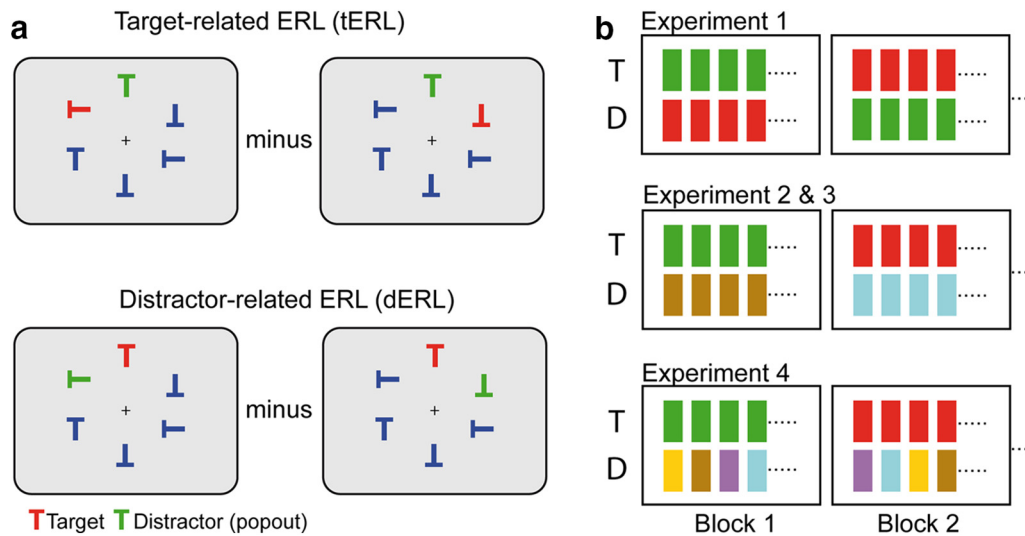 a
Target-related ERL (tERL)
T T
T T minus T T
+ +
T T T T
T T
Distractor-related ERL (dERL)
T T
T T minus T T
+ +
T T T T
T T
T Target T Distractor (popout)
b
Experiment 1
T ..... .....
D ..... ..... ...
Experiment 2 & 3
T ..... .....
D ..... ..... ...
Experiment 4
T ..... .....
D ..... ..... ...
Block 1 Block 2